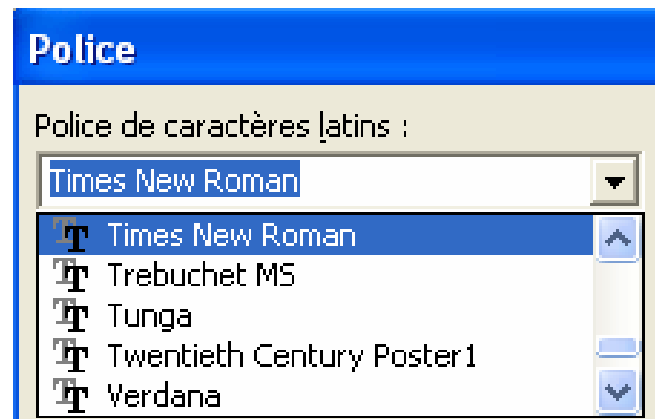 Police
Police de caractères latins :
Times New Roman
Times New Roman
Trebuchet MS
Tunga
Twentieth Century Poster1
Verdana